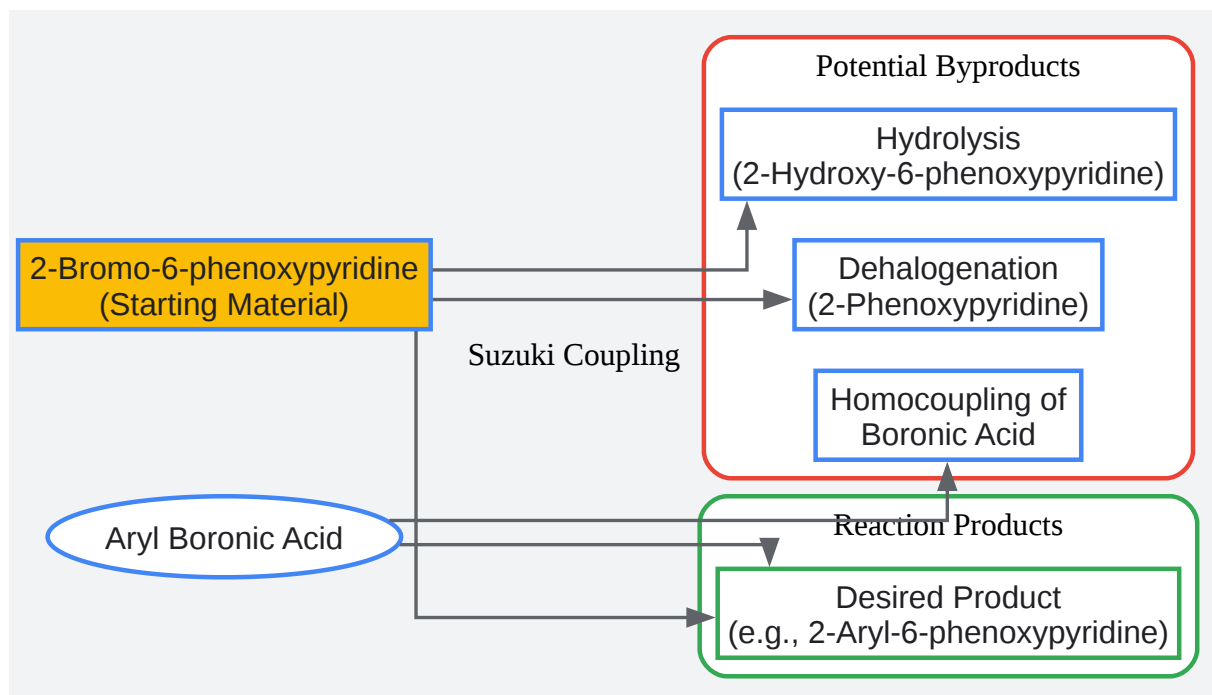 Potential Byproducts
Hydrolysis
(2-Hydroxy-6-phenoxypyridine)
2-Bromo-6-phenoxypyridine
(Starting Material)
Dehalogenation
(2-Phenoxypyridine)
Suzuki Coupling
Homocoupling of
Boronic Acid
Aryl Boronic Acid
Reaction Products
Desired Product
(e.g., 2-Aryl-6-phenoxypyridine)